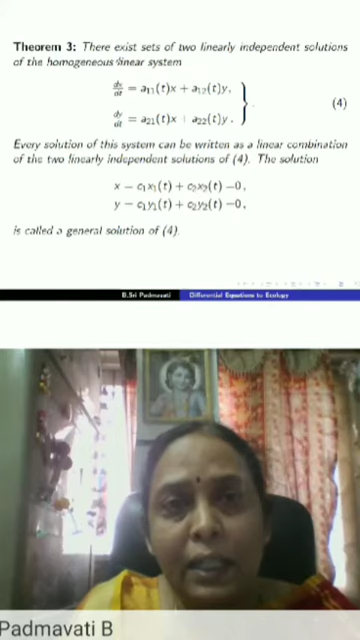 Theorem 3: There exist sets of two linearly independent solutions
of the homogeneous linear system
dx/dt = a₁₁(t)x + a₁₂(t)y,
(4)
dy/dt = a₂₁(t)x + a₂₂(t)y.
Every solution of this system can be written as a linear combination
of the two linearly independent solutions of (4). The solution
x = c₁x₁(t) + c₂x₂(t) = 0,
y = c₁y₁(t) + c₂y₂(t) = 0,
is called a general solution of (4).
B.Sri Padmavati Differential Equations to Ecology
Padmavati B